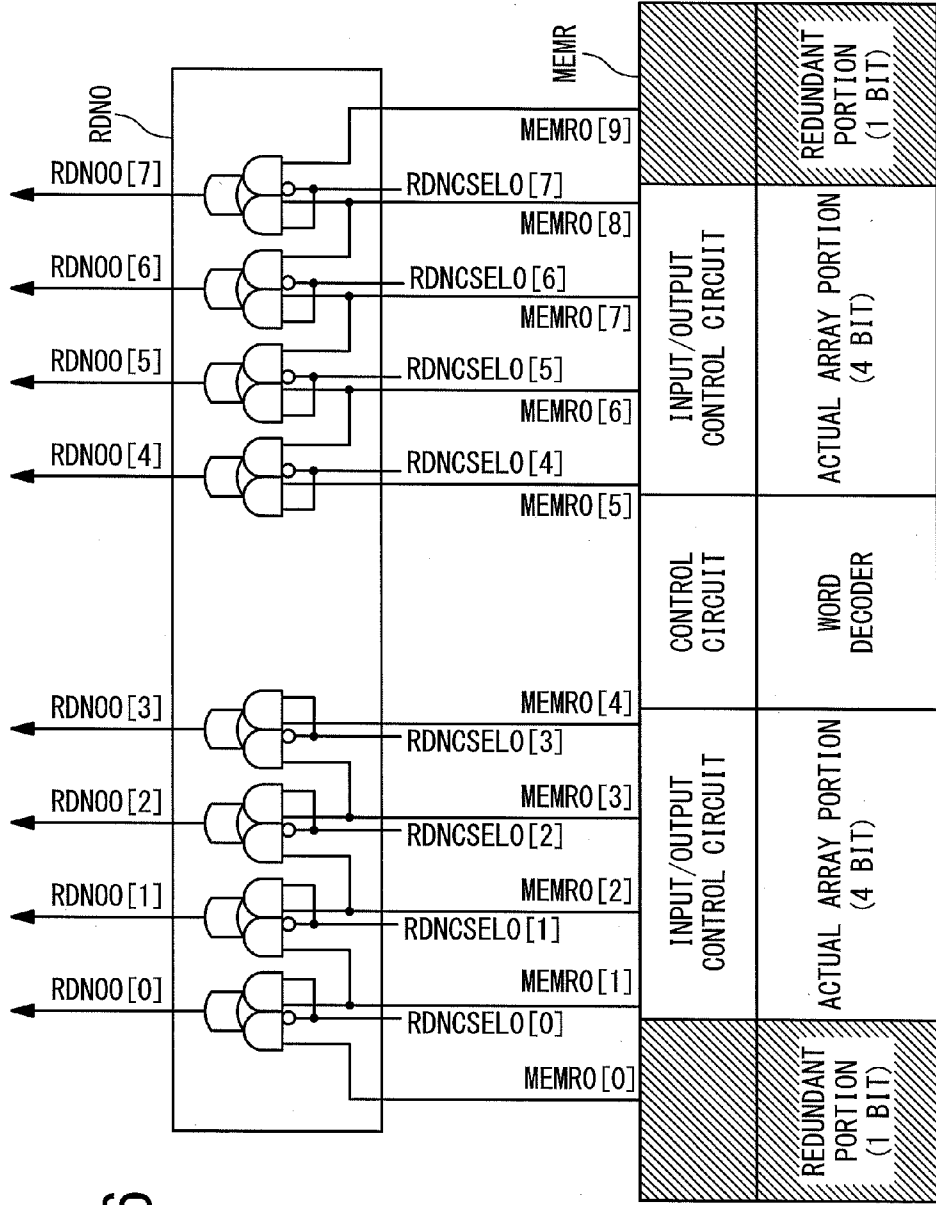 RDNO
RDNOO[0]
RDNOO[1]
RDNOO[2]
RDNOO[3]
RDNOO[4]
RDNOO[5]
RDNOO[6]
RDNOO[7]
RDNCSELO[0]
RDNCSELO[1]
RDNCSELO[2]
RDNCSELO[3]
RDNCSELO[4]
RDNCSELO[5]
RDNCSELO[6]
RDNCSELO[7]
MEMRO[0]
MEMRO[1]
MEMRO[2]
MEMRO[3]
MEMRO[4]
MEMRO[5]
MEMRO[6]
MEMRO[7]
MEMRO[8]
MEMRO[9]
MEMR
INPUT/OUTPUT
CONTROL CIRCUIT
CONTROL
CIRCUIT
INPUT/OUTPUT
CONTROL CIRCUIT
REDUNDANT
PORTION
(1 BIT)
ACTUAL ARRAY PORTION
(4 BIT)
WORD
DECODER
ACTUAL ARRAY PORTION
(4 BIT)
REDUNDANT
PORTION
(1 BIT)